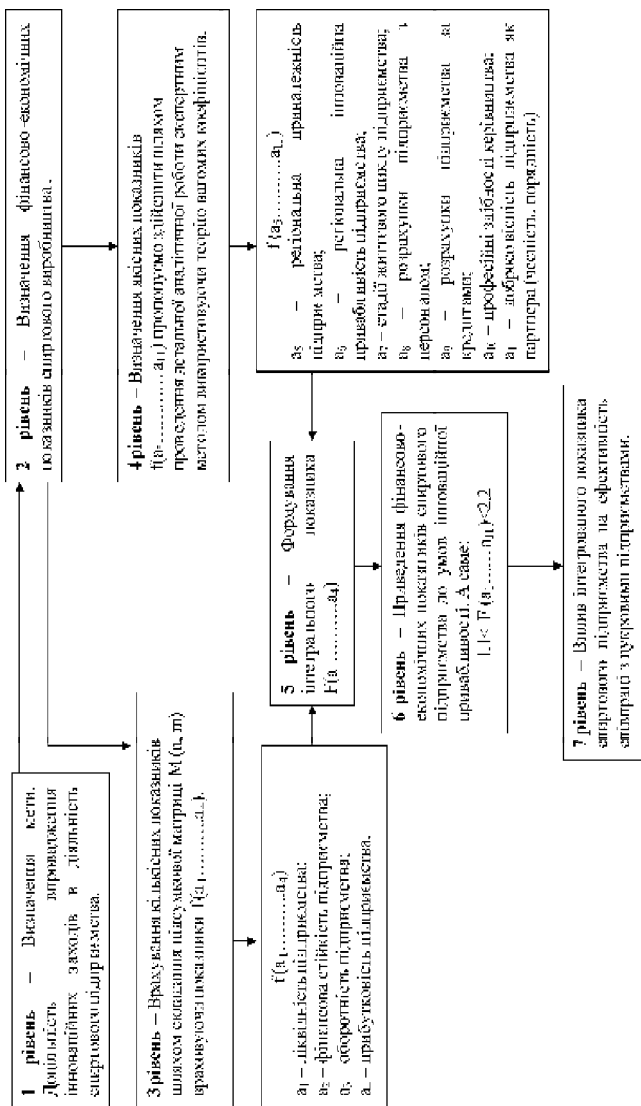 1 рівень – Визначення мети.
Доцільність впровадження
інноваційних заходів в діяльність
спиртового підприємства.
2 рівень – Визначення фінансово-економічних
показників спиртового виробництва.
3 рівень – Врахування кількісних показників
шляхом складання підсумкової матриці M (n, m)
враховуючи показники f(a₁..........a₄).
4 рівень – Визначення якісних показників
f(a₅..........a₁₁) пропонуємо здійснити шляхом
проведення детальної аналітичної роботи експертним
методом використовуючи теорію вагомих коефіцієнтів.
f(a₁..........a₄)
a₁ – ліквідність підприємства;
a₂ – фінансова стійкість підприємства;
a₃ – оборотність підприємства;
a₄ – прибутковість підприємства.
f(a₅..........a₁₁)
a₅ – регіональна приналежність
підприємства;
a₆ – регіональна інноваційна
привабливість підприємства;
a₇ – стадії життєвого циклу підприємства;
a₈ – розрахунки підприємства з
персоналом;
a₉ – розрахунки підприємства за
кредитами;
a₁₀ – професійні здібності керівництва;
a₁ – добросовісність підприємства як
партнера (чесність, порядність)
5 рівень – Формування
інтегрального показника
F(a..........a₄)
6 рівень – Приведення фінансово-
економічних показників спиртового
підприємства до умов інноваційної
привабливості. А саме:
1,1< F (a₁.......a₁₁)<2,2
7 рівень – Вплив інтегрованого показника
спиртового підприємства на ефективність
співпраці з цукровими підприємствами.